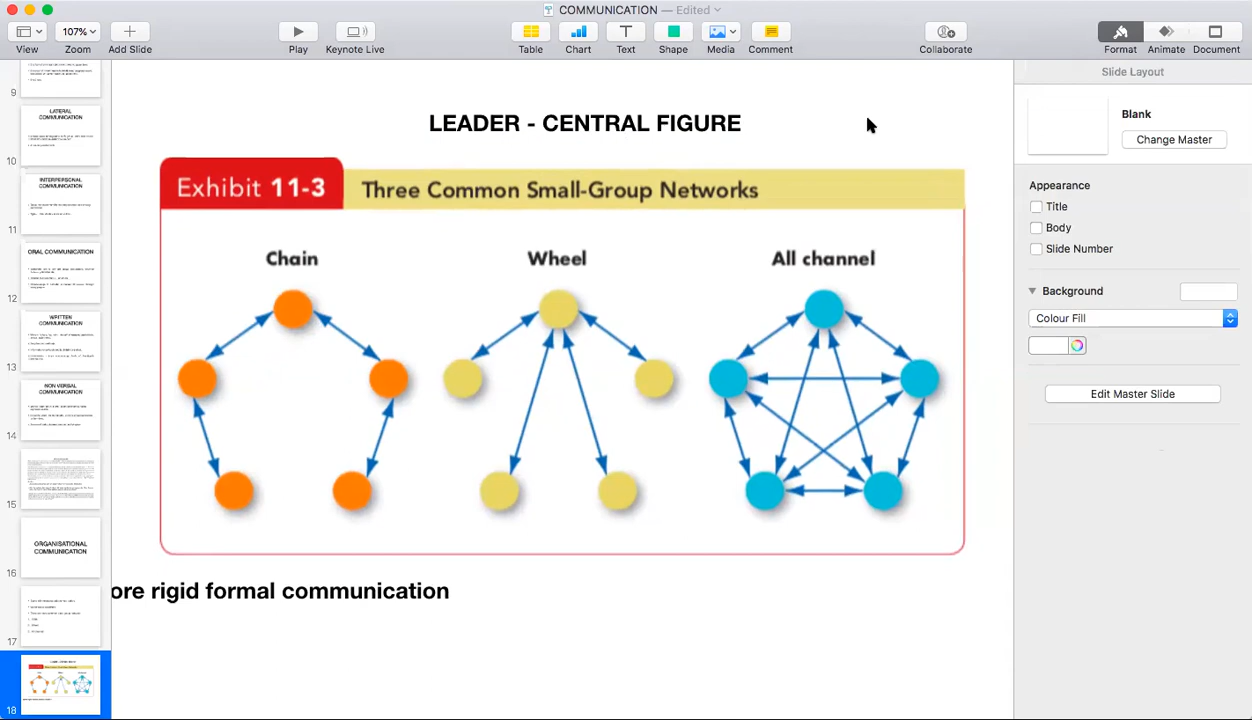 COMMUNICATION — Edited
107%
View
Zoom
Add Slide
Play
Keynote Live
Table
Chart
Text
Shape
Media
Comment
Collaborate
Format
Animate
Document
9
LATERAL
COMMUNICATION
10
INTERPERSONAL
COMMUNICATION
11
ORAL COMMUNICATION
12
WRITTEN
COMMUNICATION
13
NON VERBAL
COMMUNICATION
14
15
ORGANISATIONAL
COMMUNICATION
16
17
18
LEADER - CENTRAL FIGURE
Exhibit 11-3
Three Common Small-Group Networks
Chain
Wheel
All channel
ore rigid formal communication
Slide Layout
Blank
Change Master
Appearance
Title
Body
Slide Number
Background
Colour Fill
Edit Master Slide